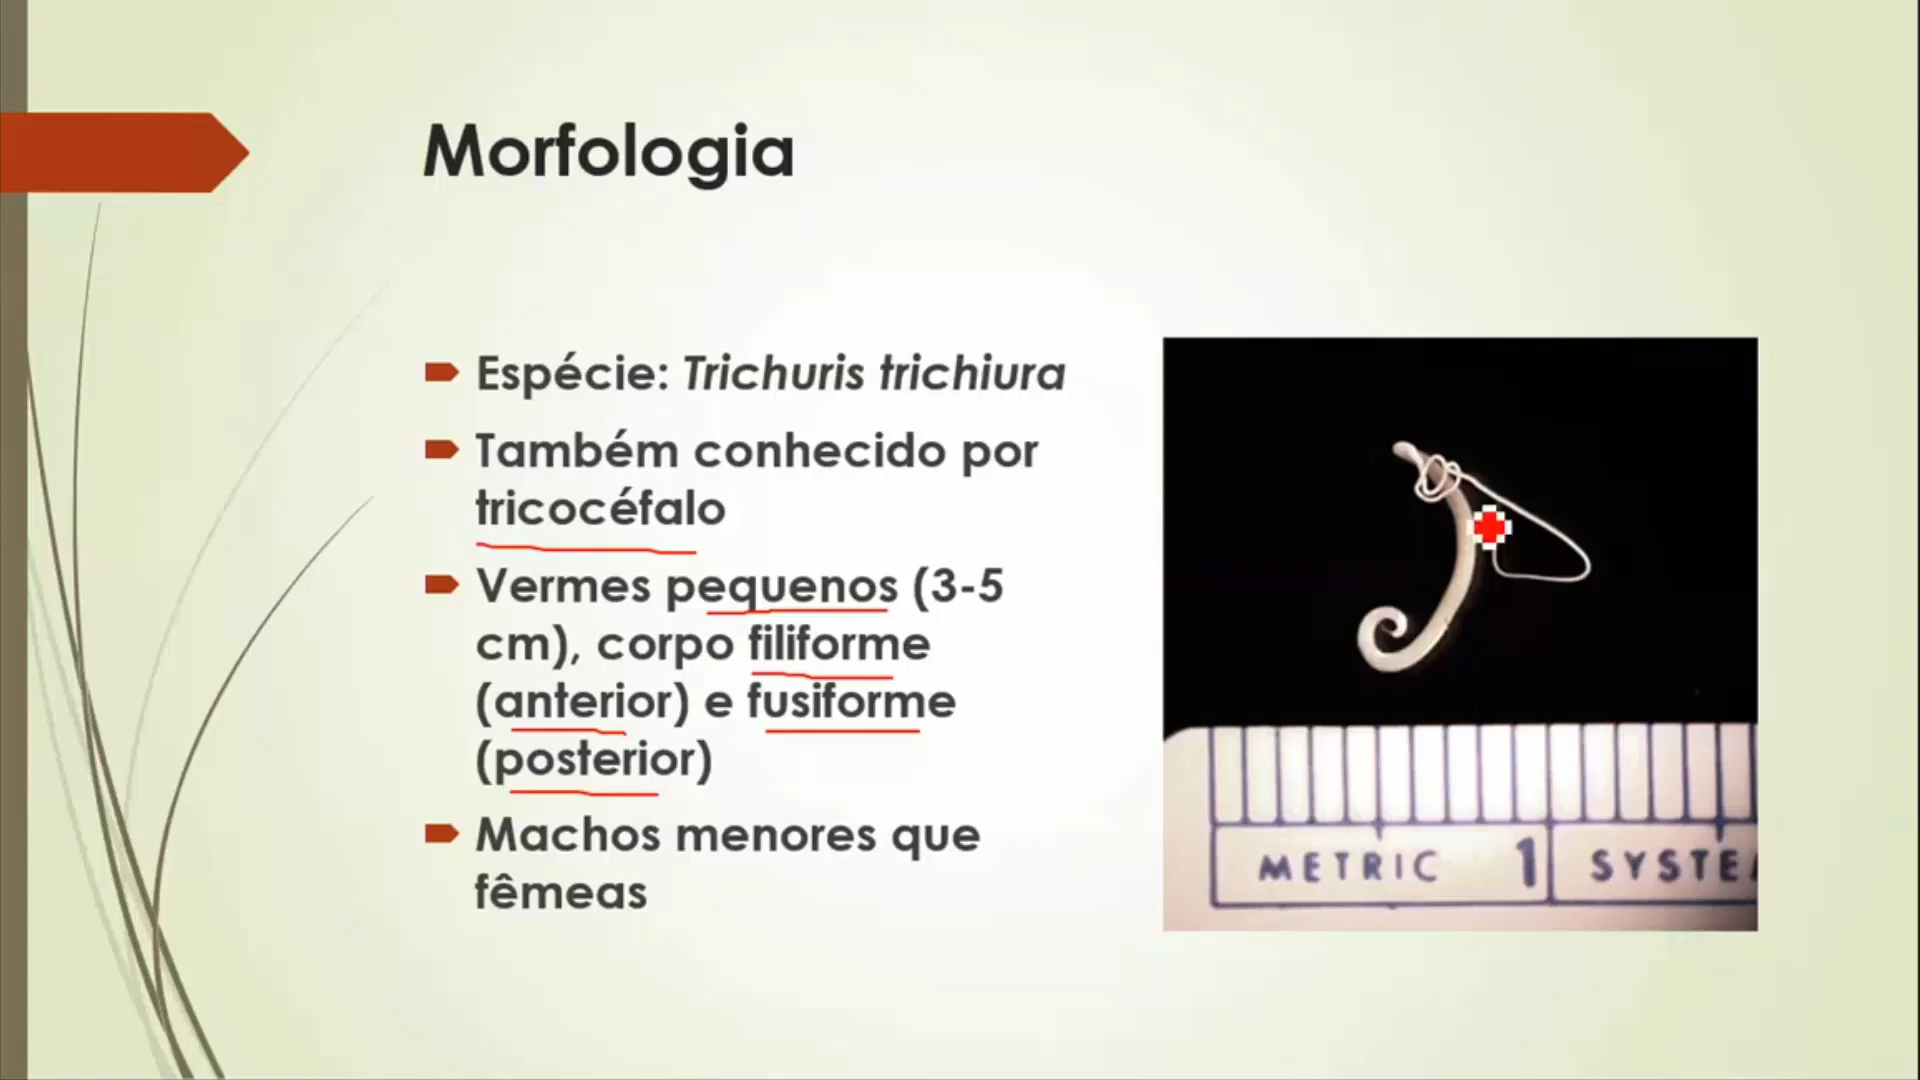 Morfologia
Espécie: Trichuris trichiura
Também conhecido por
tricocéfalo
Vermes pequenos (3-5
cm), corpo filiforme
(anterior) e fusiforme
(posterior)
Machos menores que
fêmeas
METRIC 1 SYSTE